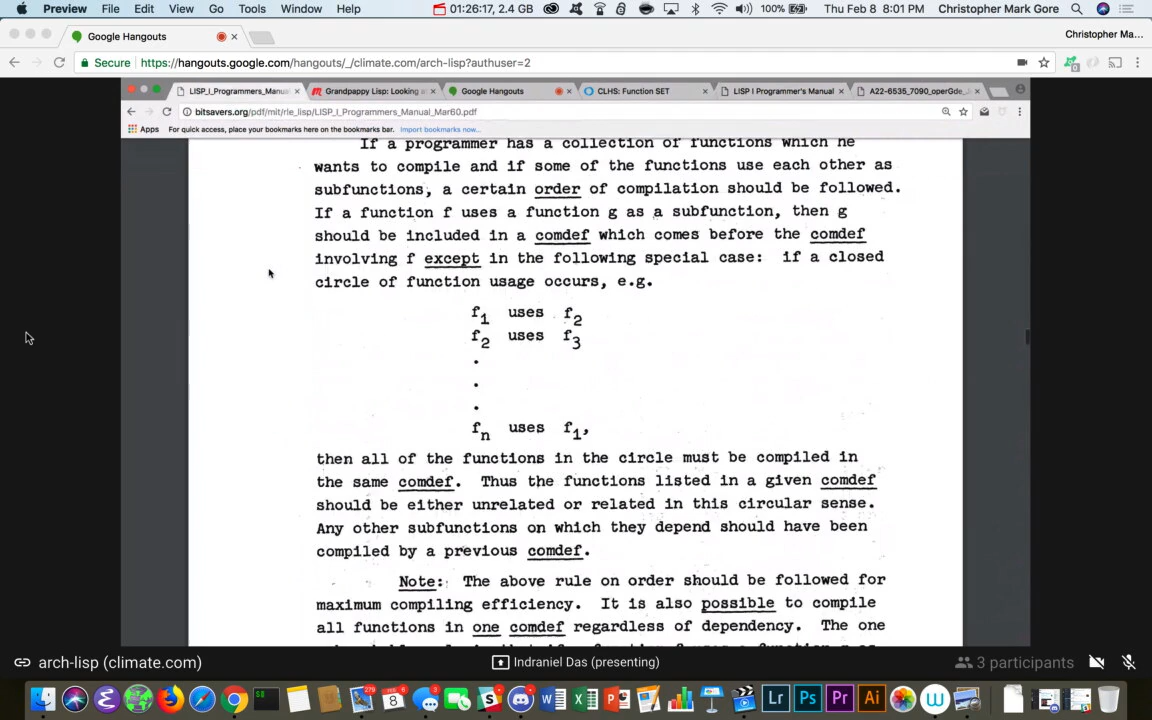 Preview File Edit View Go Tools Window Help 01:26:17, 2.4 GB 100% Thu Feb 8 8:01 PM Christopher Mark Gore
Google Hangouts Christopher Ma...
Secure https://hangouts.google.com/hangouts/_/climate.com/arch-lisp?authuser=2
LISP_I_Programmers_Manual Grandpappy Lisp: Looking Google Hangouts CLHS: Function SET LISP I Programmer's Manual A22-6535_7090_operGde_
bitsavers.org/pdf/mit/rle_lisp/LISP_I_Programmers_Manual_Mar60.pdf
Apps For quick access, place your bookmarks here on the bookmarks bar. Import bookmarks now...
If a programmer has a collection of functions which he
wants to compile and if some of the functions use each other as
subfunctions, a certain order of compilation should be followed.
If a function f uses a function g as a subfunction, then g
should be included in a comdef which comes before the comdef
involving f except in the following special case: if a closed
circle of function usage occurs, e.g.
f1 uses f2
f2 uses f3
.
.
.
fn uses f1,
then all of the functions in the circle must be compiled in
the same comdef. Thus the functions listed in a given comdef
should be either unrelated or related in this circular sense.
Any other subfunctions on which they depend should have been
compiled by a previous comdef.
Note: The above rule on order should be followed for
maximum compiling efficiency. It is also possible to compile
all functions in one comdef regardless of dependency. The one
arch-lisp (climate.com) Indraniel Das (presenting) 3 participants
279 FEB 8 6 3 Lr Ps Pr Ai W